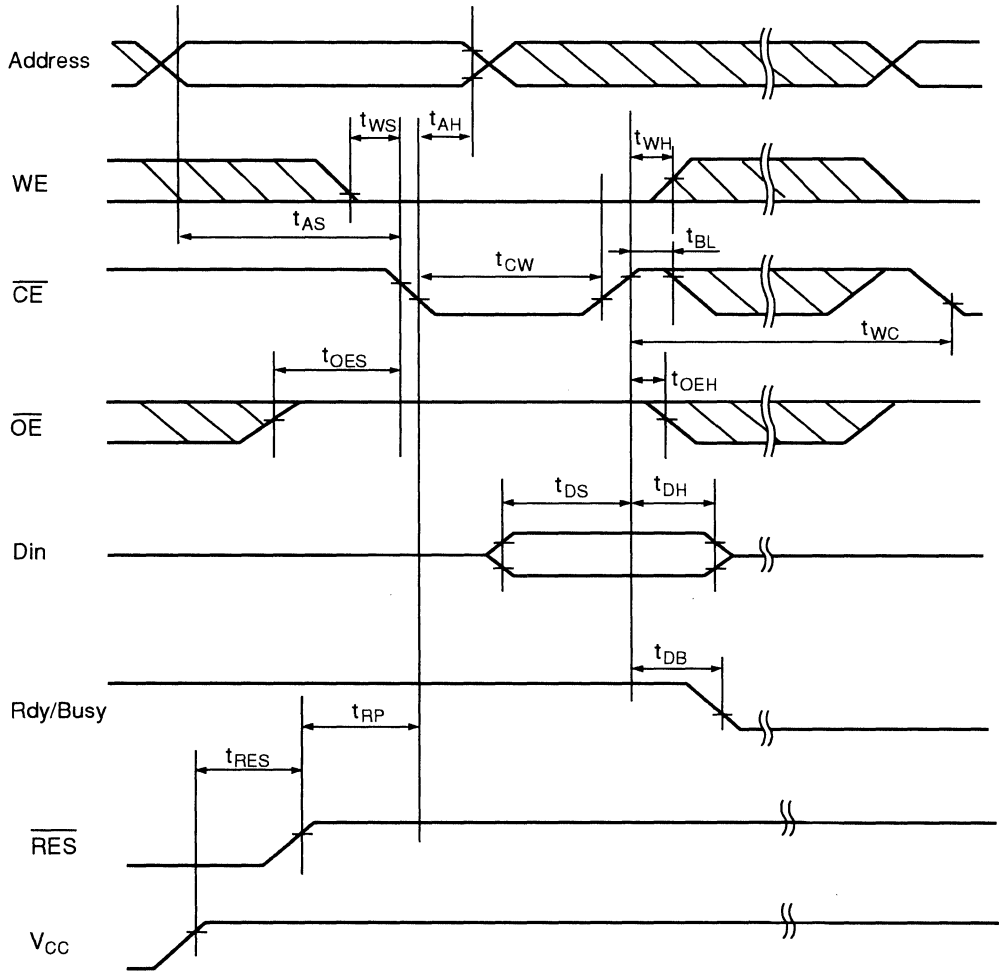 Address
tWS
tAH
tWH
WE
tAS
tBL
tCW
CE
tWC
tOES
tOEH
OE
tDS
tDH
Din
tDB
Rdy/Busy
tRP
tRES
RES
VCC